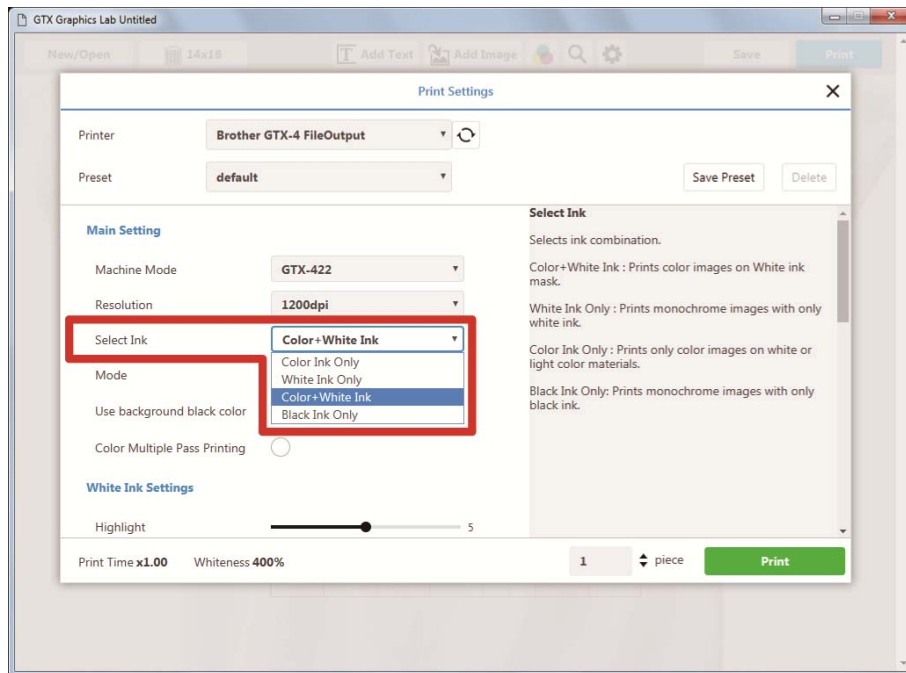 GTX Graphics Lab Untitled
New/Open 14x16 Add Text Add Image Save Print
Print Settings
Printer Brother GTX-4 FileOutput
Preset default Save Preset Delete
Main Setting
Machine Mode GTX-422
Resolution 1200dpi
Select Ink Color+White Ink
Color Ink Only
White Ink Only
Color+White Ink
Black Ink Only
Mode
Use background black color
Color Multiple Pass Printing
White Ink Settings
Highlight 5
Select Ink
Selects ink combination.
Color+White Ink : Prints color images on White ink
mask.
White Ink Only : Prints monochrome images with only
white ink.
Color Ink Only : Prints only color images on white or
light color materials.
Black Ink Only: Prints monochrome images with only
black ink.
Print Time x1.00 Whiteness 400% 1 piece Print